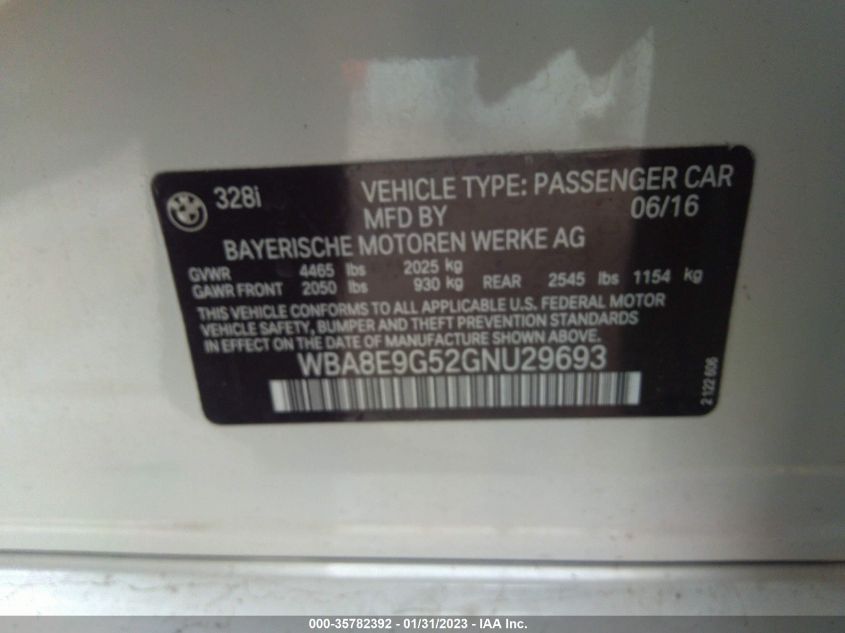 328i VEHICLE TYPE: PASSENGER CAR
MFD BY 06/16
BAYERISCHE MOTOREN WERKE AG
GVWR 4465 lbs 2025 kg
GAWR FRONT 2050 lbs 930 kg REAR 2545 lbs 1154 kg
THIS VEHICLE CONFORMS TO ALL APPLICABLE U.S. FEDERAL MOTOR
VEHICLE SAFETY, BUMPER AND THEFT PREVENTION STANDARDS
IN EFFECT ON THE DATE OF MANUFACTURE SHOWN ABOVE.
WBA8E9G52GNU29693
2 122 606
000-35782392 - 01/31/2023 - IAA Inc.